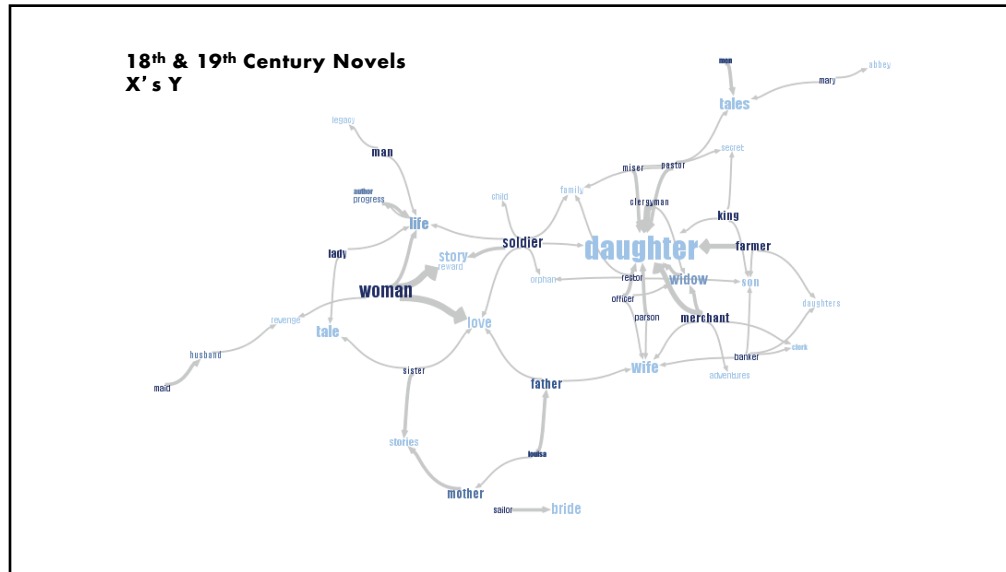 18th & 19th Century Novels
X's Y
men
abbey
mary
tales
legacy
man
secret
miser
pastor
author
progress
child
family
clergyman
life
king
soldier
daughter
farmer
lady
story
reward
rector
widow
son
orphan
woman
officer
daughters
revenge
love
parson
merchant
tale
clerk
husband
banker
wife
adventures
sister
maid
father
stories
louisa
mother
sailor
bride